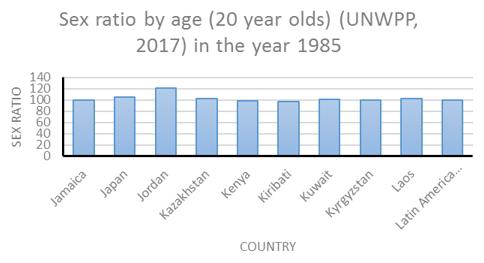 Sex ratio by age (20 year olds) (UNWPP,
2017) in the year 1985
SEX RATIO
140
120
100
80
60
40
20
0
Jamaica
Japan
Jordan
Kazakhstan
Kenya
Kiribati
Kuwait
Kyrgyzstan
Laos
Latin America...
COUNTRY